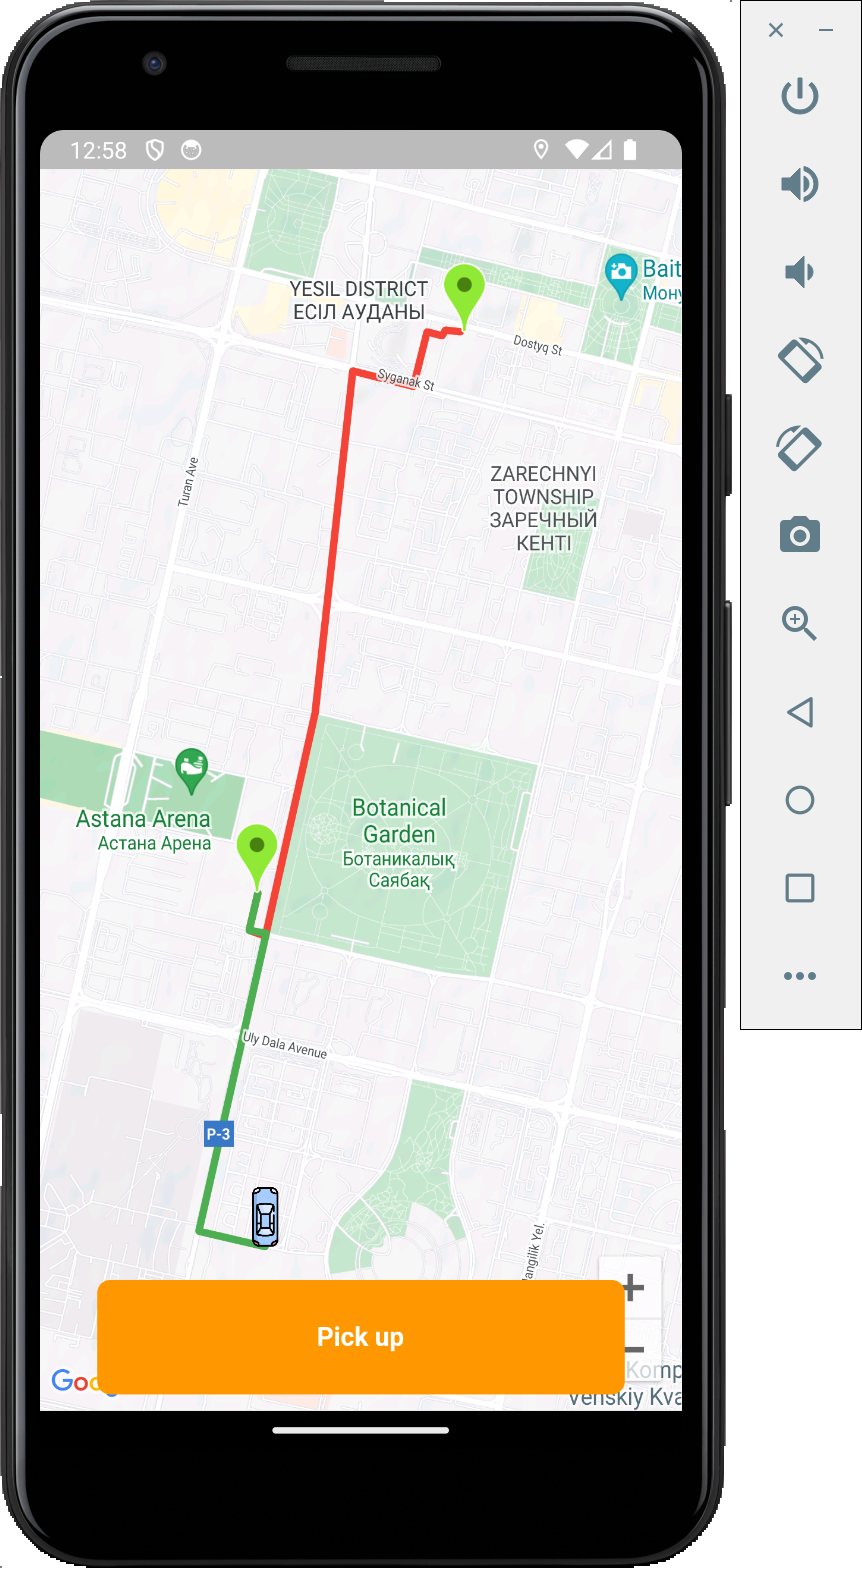 12:58
YESIL DISTRICT
ЕСІЛ АУДАНЫ
Bait
Мону
Dostyq St
Syganak St
Turan Ave
ZARECHNYI
TOWNSHIP
ЗАРЕЧНЫЙ
КЕНТІ
Astana Arena
Астана Арена
Botanical
Garden
Ботаникалық
Саябақ
Uly Dala Avenue
P-3
angilik Yel.
+
−
Pick up
Goo
Komp
Venskiy Kva